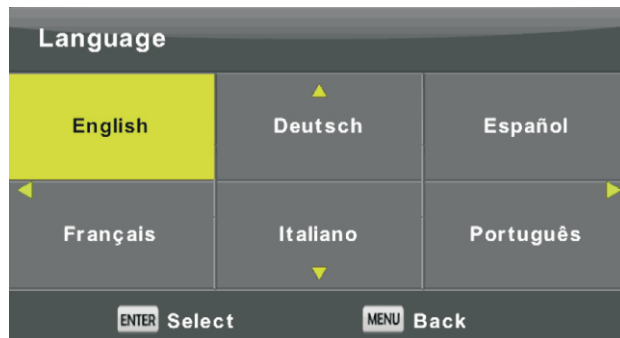 Language
English Deutsch Español
Français Italiano Português
ENTER Select MENU Back